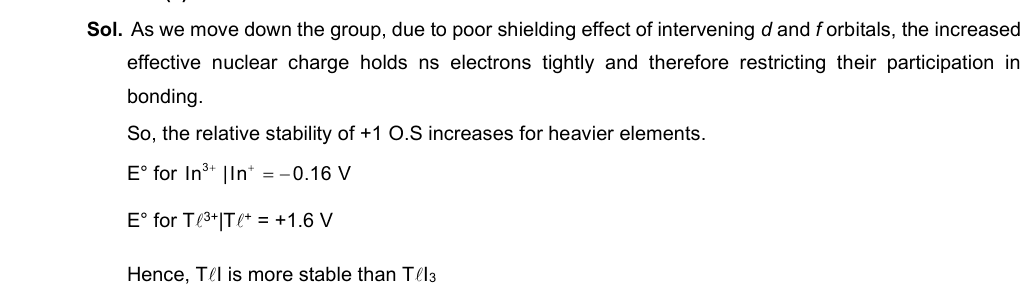 Sol. As we move down the group, due to poor shielding effect of intervening d and f orbitals, the increased
effective nuclear charge holds ns electrons tightly and therefore restricting their participation in
bonding.
So, the relative stability of +1 O.S increases for heavier elements.
E° for In³⁺ |In⁺ = −0.16 V
E° for Tℓ³⁺|Tℓ⁺ = +1.6 V
Hence, TℓI is more stable than TℓI₃